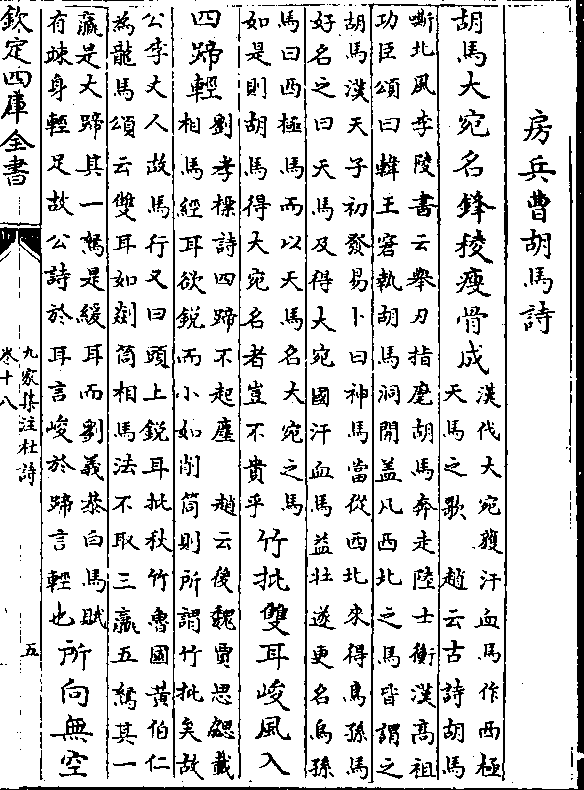 房兵曹胡馬詩
胡馬大宛名鋒稜瘦骨成
漢代大宛獲汗血馬作西極
天馬之歌　趙云古詩胡馬
嘶北風李陵書云舉刃指麾胡馬奔走陸士衡漢高祖
功臣頌曰韓王窘執胡馬洞開蓋凡西北之馬皆謂之
胡馬漢天子初發易卜曰神馬當從西北來得烏孫馬
好名之曰天馬及得大宛國汗血馬益壯遂更名烏孫
馬曰西極馬而以天馬名大宛之馬
如是則胡馬得大宛名者豈不貴乎
竹批雙耳峻風入
四蹄輕
劉孝標詩四蹄不起塵　趙云後魏賈思勰載
相馬經耳欲銳而小如削筒則所謂竹批矣故
公李丈人故馬行又曰頭上銳耳批秋竹魯國黃伯仁
為龍馬頌云雙耳如剡筒相馬法不取三羸五駑其一
羸是大蹄其一駑是緩耳而劉義恭白馬賦
有竦身輕足故公詩於耳言峻於蹄言輕也
所向無空
欽定四庫全書
九家集注杜詩
卷十八
五